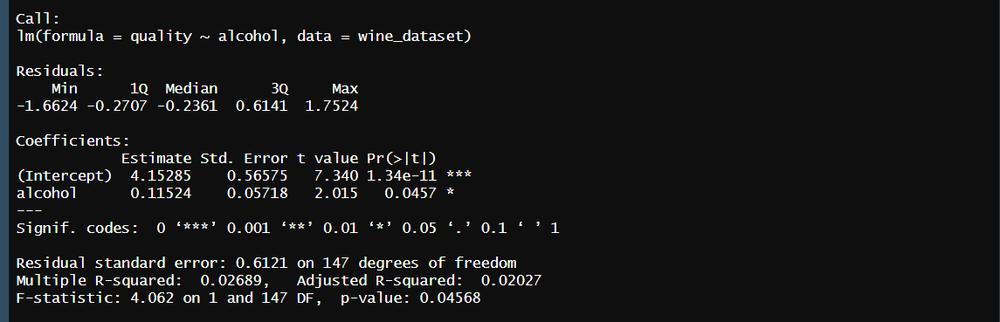 Call:
lm(formula = quality ~ alcohol, data = wine_dataset)
Residuals:
    Min      1Q  Median      3Q     Max
-1.6624 -0.2707 -0.2361  0.6141  1.7524
Coefficients:
            Estimate Std. Error t value Pr(>|t|)
(Intercept)  4.15285    0.56575   7.340 1.34e-11 ***
alcohol      0.11524    0.05718   2.015   0.0457 *
---
Signif. codes:  0 ‘***’ 0.001 ‘**’ 0.01 ‘*’ 0.05 ‘.’ 0.1 ‘ ’ 1
Residual standard error: 0.6121 on 147 degrees of freedom
Multiple R-squared:  0.02689,   Adjusted R-squared:  0.02027
F-statistic: 4.062 on 1 and 147 DF,  p-value: 0.04568